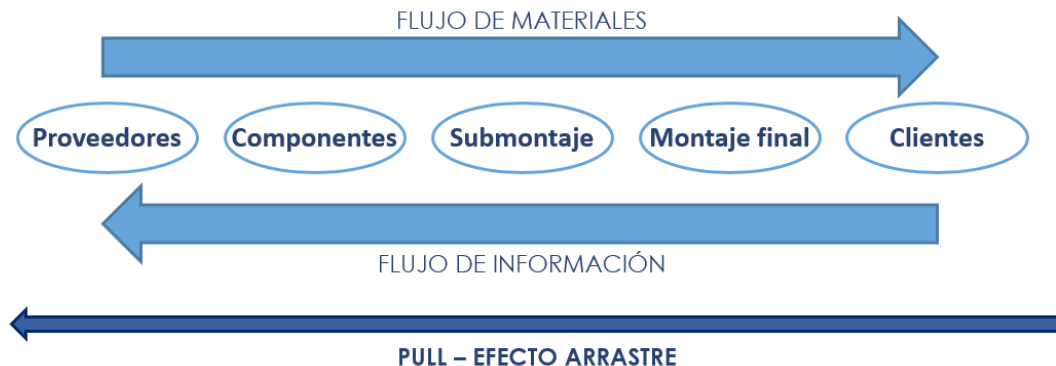 FLUJO DE MATERIALES
Proveedores
Componentes
Submontaje
Montaje final
Clientes
FLUJO DE INFORMACIÓN
PULL – EFECTO ARRASTRE